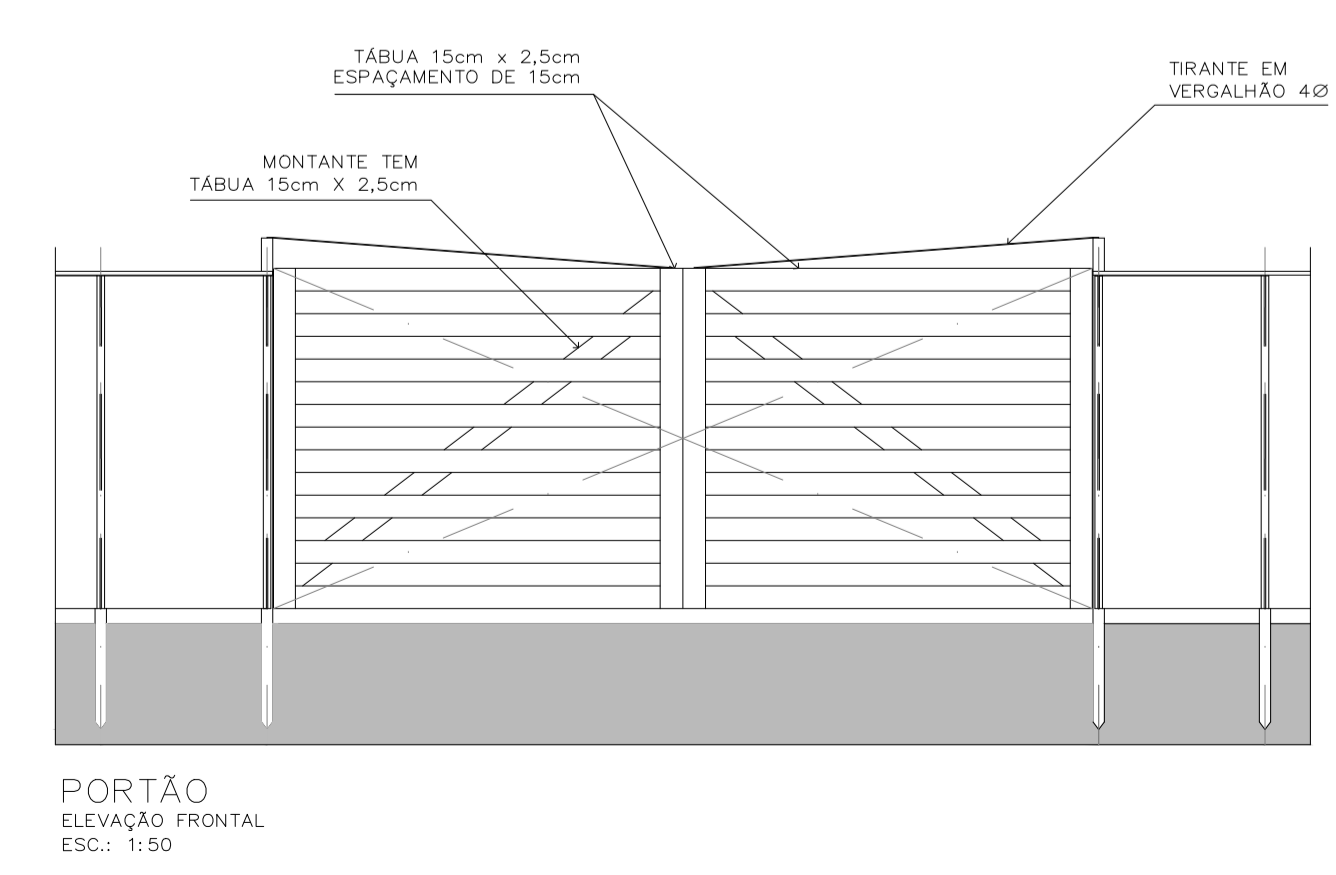 TÁBUA 15cm x 2,5cm
ESPAÇAMENTO DE 15cm
TIRANTE EM
VERGALHÃO 4Ø
MONTANTE TEM
TÁBUA 15cm X 2,5cm
PORTÃO
ELEVAÇÃO FRONTAL
ESC.: 1:50